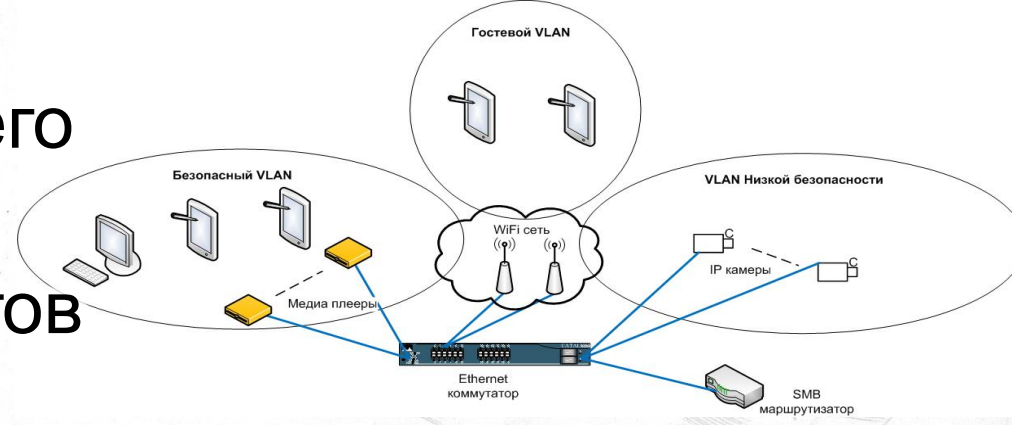 Гостевой VLAN
его
Безопасный VLAN
VLAN Низкой безопасности
WiFi сеть
C
IP камеры
C
Медиа плееры
тов
Ethernet
коммутатор
SMB
маршрутизатор